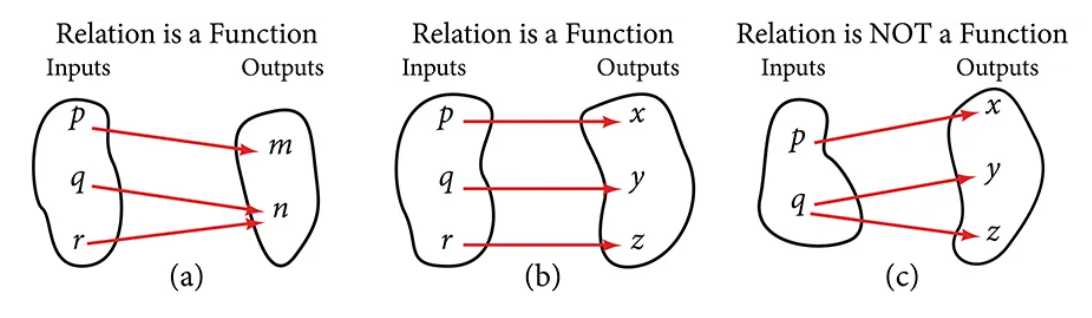 Relation is a Function
Inputs Outputs
p
q
r
m
n
(a)
Relation is a Function
Inputs Outputs
p
q
r
x
y
z
(b)
Relation is NOT a Function
Inputs Outputs
p
q
x
y
z
(c)